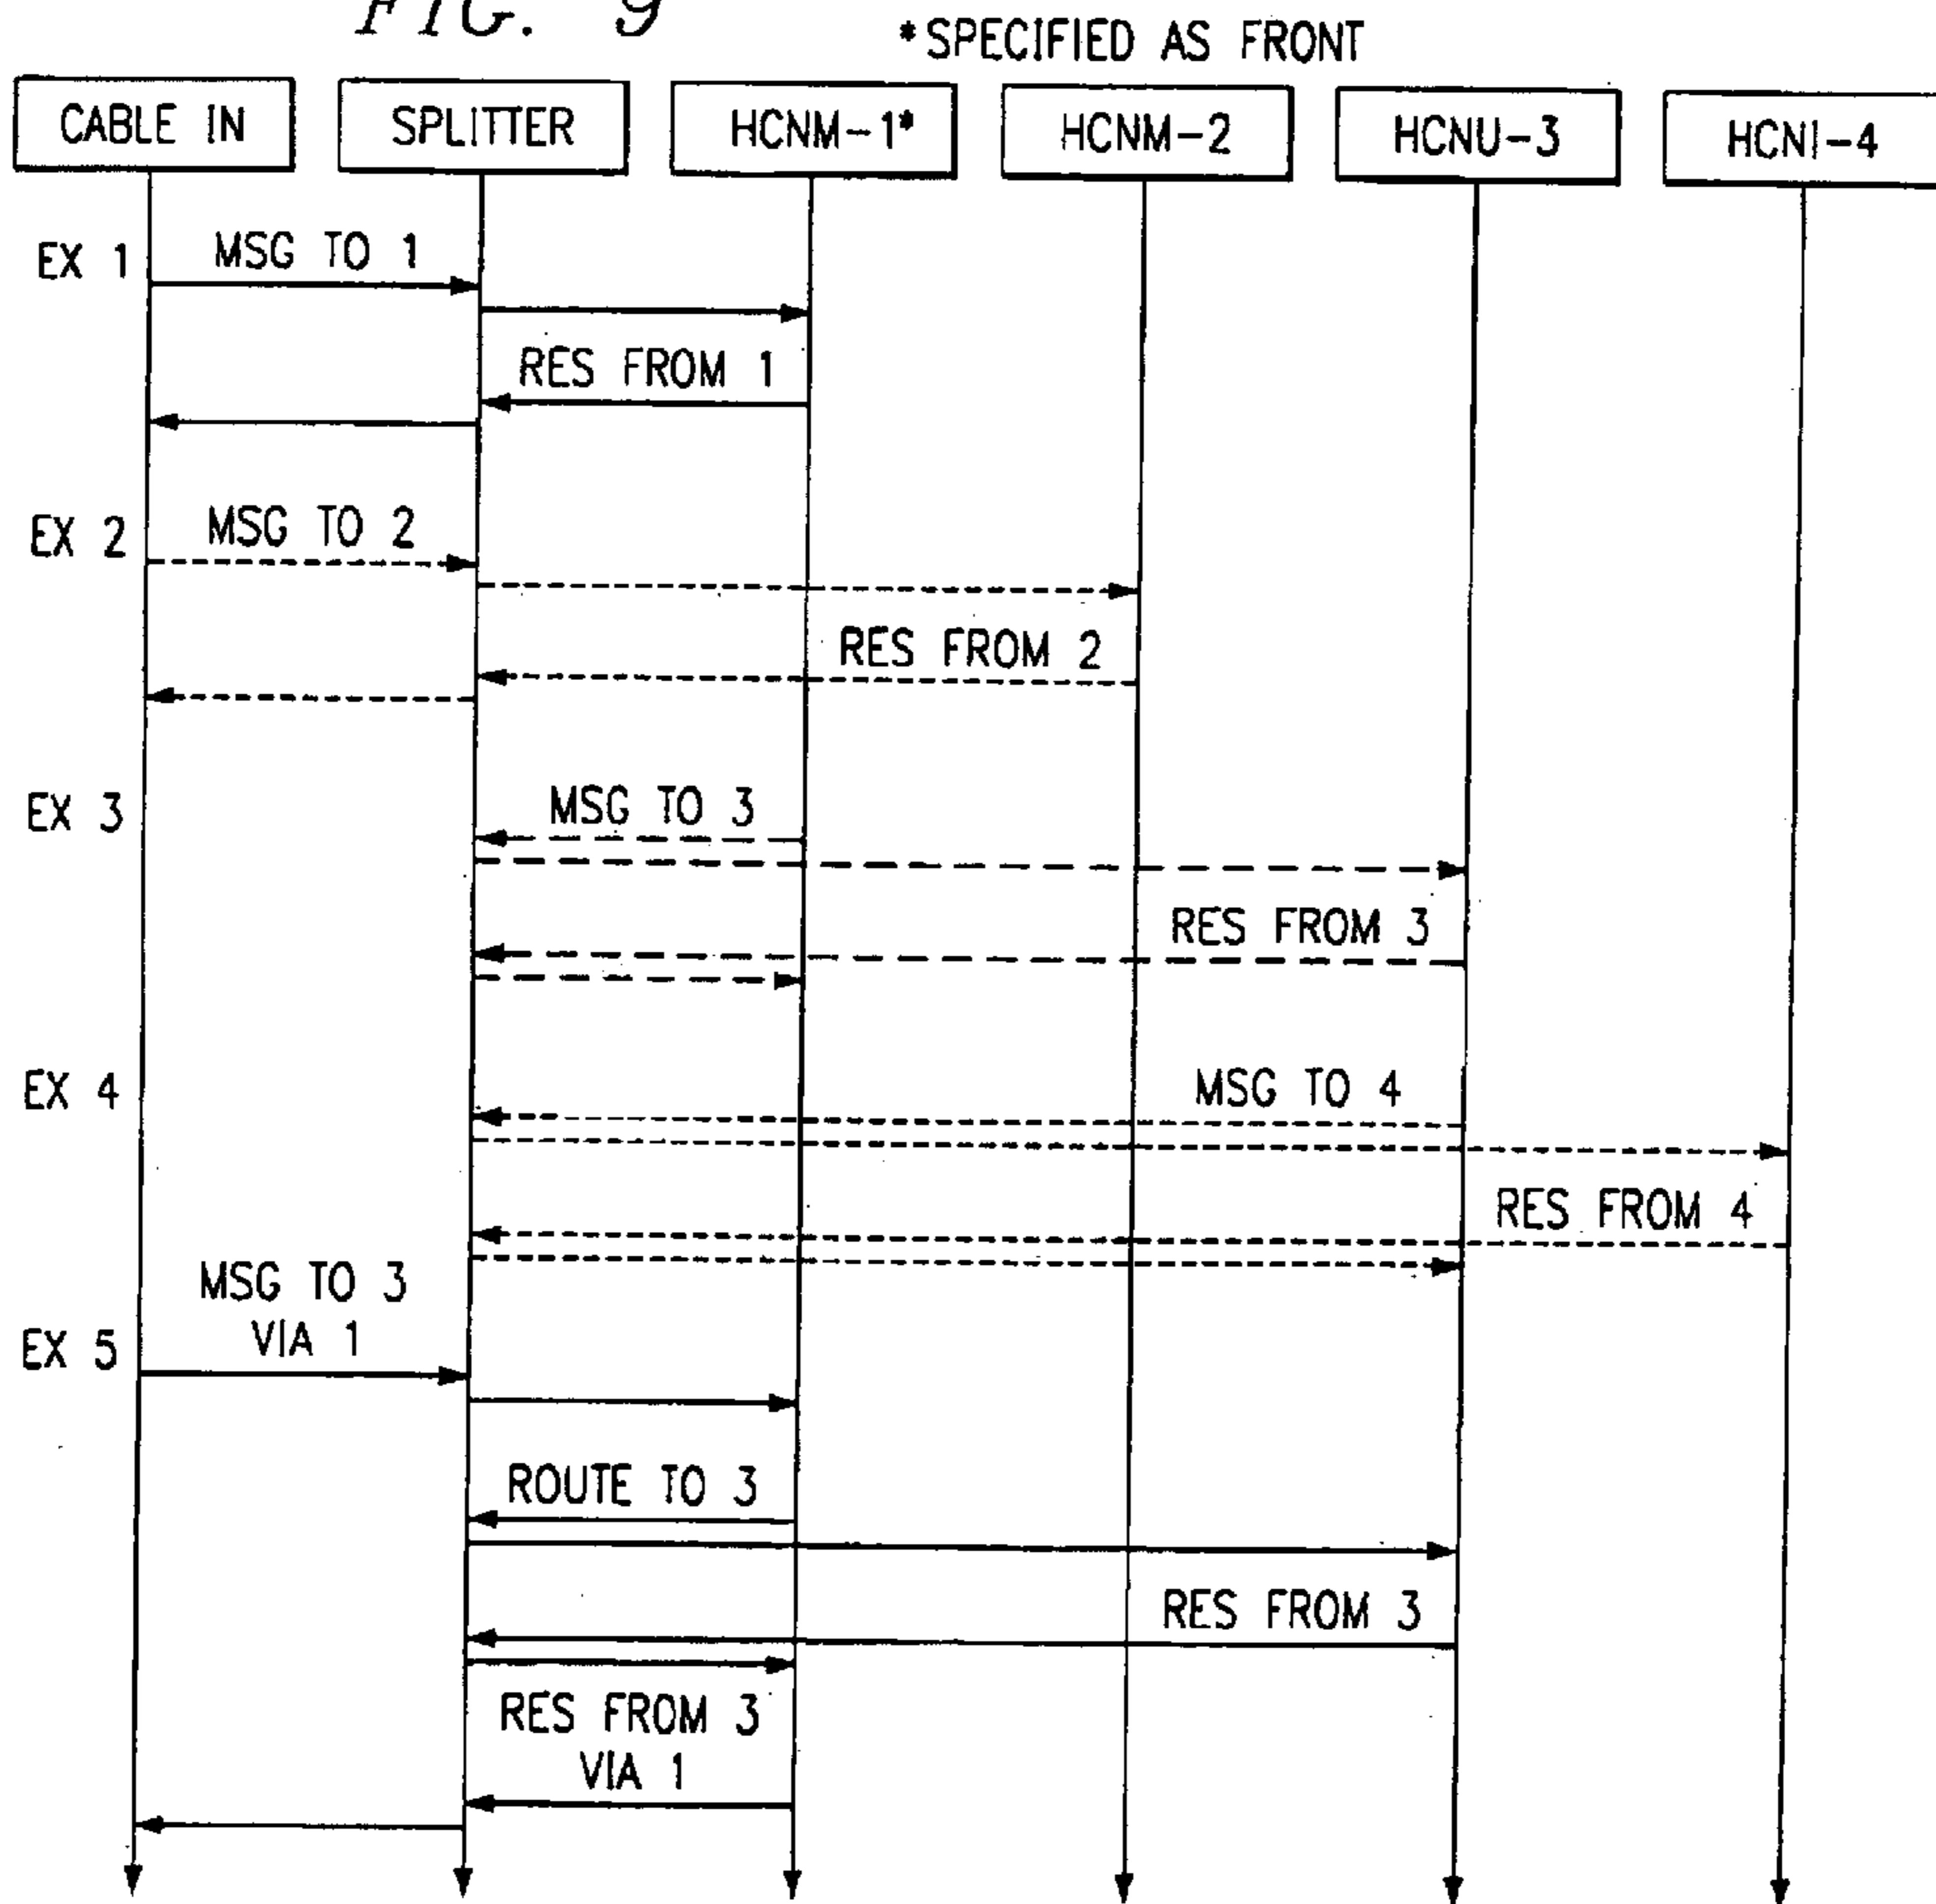 FIG. 9
*SPECIFIED AS FRONT
CABLE IN
SPLITTER
HCNM-1*
HCNM-2
HCNU-3
HCNI-4
EX 1
MSG TO 1
RES FROM 1
EX 2
MSG TO 2
RES FROM 2
EX 3
MSG TO 3
RES FROM 3
EX 4
MSG TO 4
RES FROM 4
MSG TO 3
VIA 1
EX 5
ROUTE TO 3
RES FROM 3
RES FROM 3
VIA 1